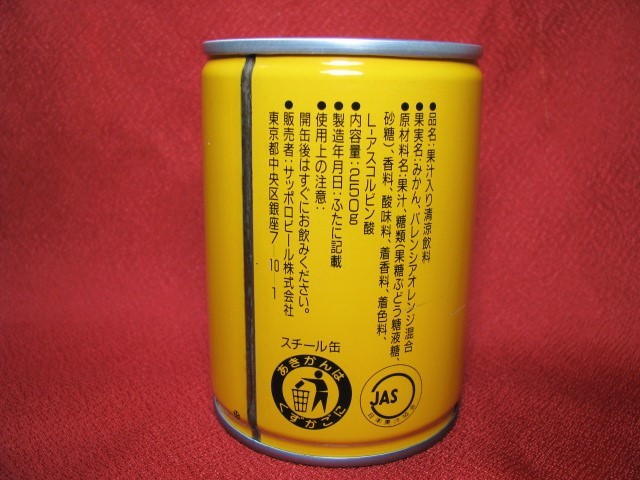 ●品名:果汁入り清涼飲料
●果実名:みかん、バレンシアオレンジ混合
●原材料名:果汁、糖類(果糖ぶどう糖液糖、
砂糖)、香料、酸味料、着香料、着色料、
L-アスコルビン酸
●内容量:250g
●製造年月日:ふたに記載
●使用上の注意:
開缶後はすぐにお飲みください。
●販売者:サッポロビール株式会社
東京都中央区銀座7-10-1
スチール缶
あきかんは
くずかごに
JAS
日本果汁協会